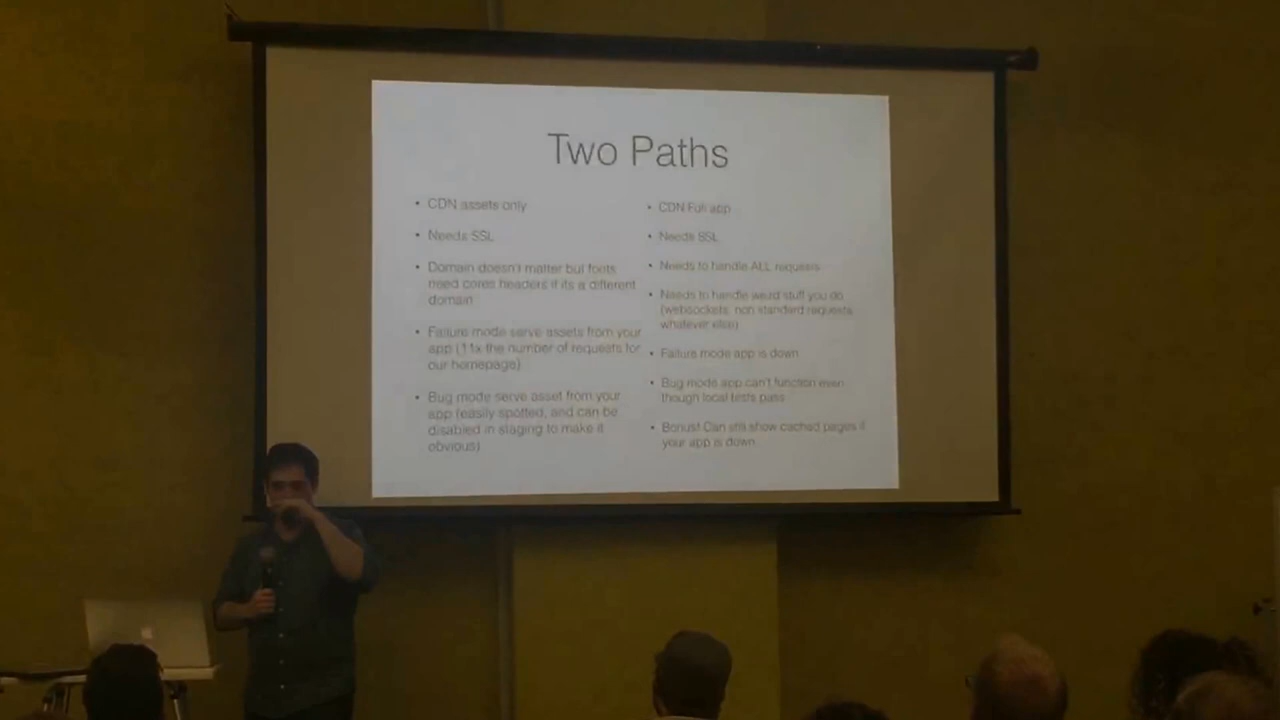 Two Paths
• CDN assets only
• Needs SSL
• Domain doesn't matter but fonts
need cores headers if its a different
domain
• Failure mode serve assets from your
app (11x the number of requests for
our homepage)
• Bug mode serve asset from your
app (easily spotted, and can be
disabled in staging to make it
obvious)
• CDN Full app
• Needs SSL
• Needs to handle ALL requests
• Needs to handle weird stuff you do
(websockets, non standard requests,
whatever else)
• Failure mode app is down
• Bug mode app can't function even
though local tests pass
• Bonus! Can still show cached pages if
your app is down